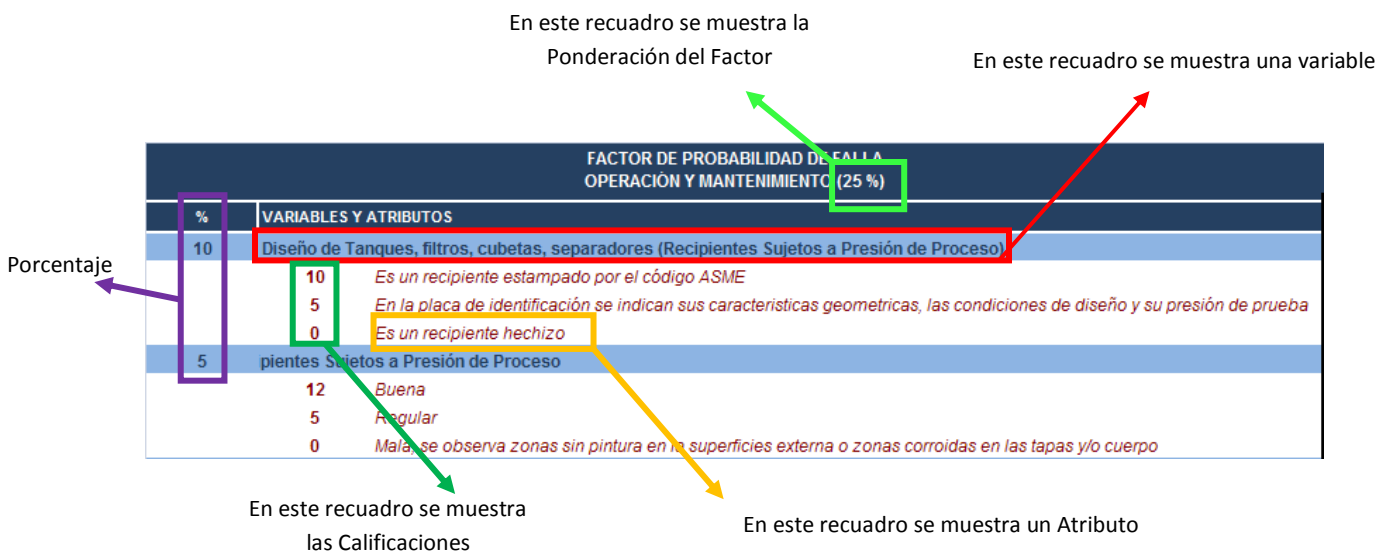 En este recuadro se muestra la
Ponderación del Factor
En este recuadro se muestra una variable
FACTOR DE PROBABILIDAD DE FALLA
OPERACIÓN Y MANTENIMIENTO (25 %)
% VARIABLES Y ATRIBUTOS
10 Diseño de Tanques, filtros, cubetas, separadores (Recipientes Sujetos a Presión de Proceso)
Porcentaje
10 Es un recipiente estampado por el código ASME
5 En la placa de identificación se indican sus caracteristicas geometricas, las condiciones de diseño y su presión de prueba
0 Es un recipiente hechizo
5 pientes Sujetos a Presión de Proceso
12 Buena
5 Regular
0 Mala, se observa zonas sin pintura en la superficies externa o zonas corroidas en las tapas y/o cuerpo
En este recuadro se muestra
las Calificaciones
En este recuadro se muestra un Atributo